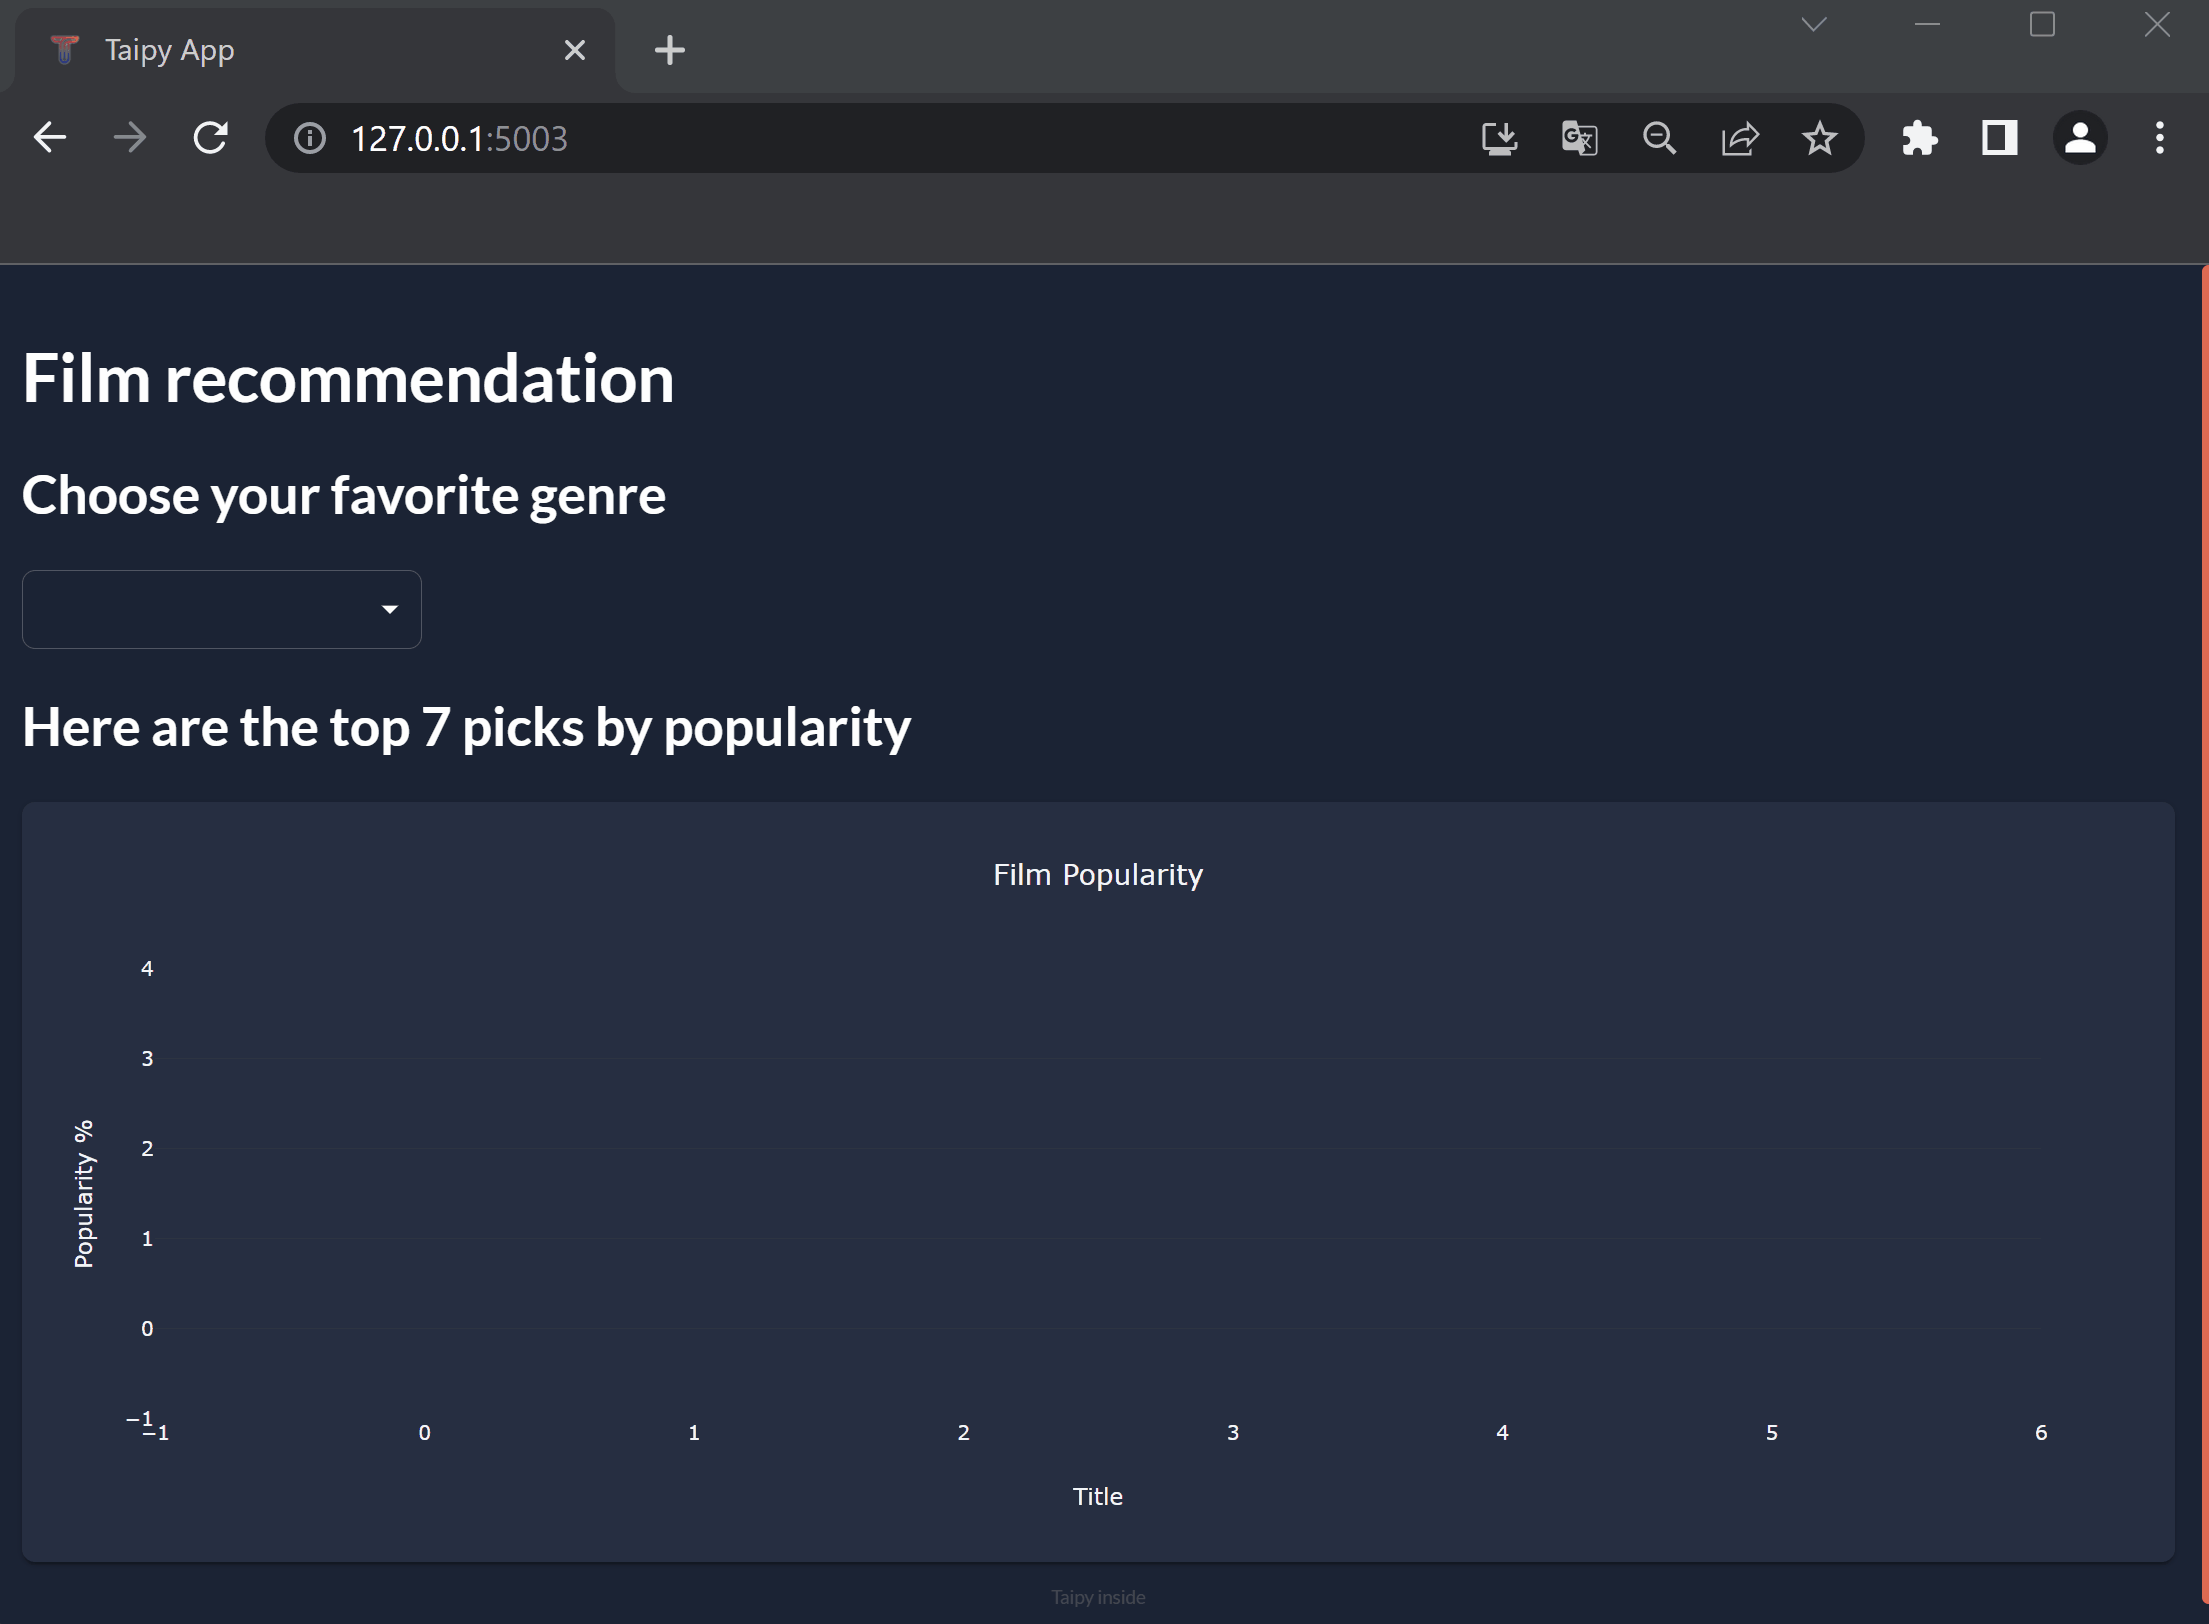 Taipy App
127.0.0.1:5003
Film recommendation
Choose your favorite genre
Here are the top 7 picks by popularity
Film Popularity
4
3
2
1
0
−1
Popularity %
−1 0 1 2 3 4 5 6
Title
Taipy inside